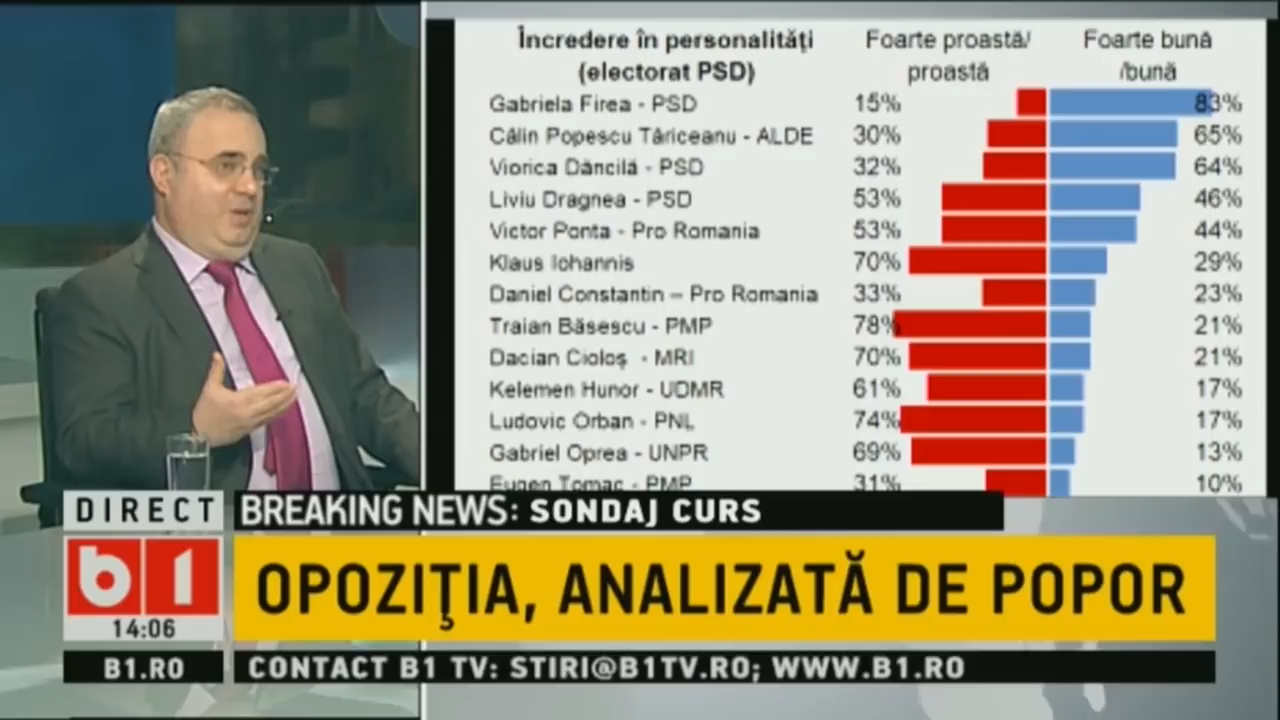 Încredere în personalităţi Foarte proastă/ Foarte bună
(electorat PSD) proastă /bună
Gabriela Firea - PSD 15% 83%
Călin Popescu Tăriceanu - ALDE 30% 65%
Viorica Dăncilă - PSD 32% 64%
Liviu Dragnea - PSD 53% 46%
Victor Ponta - Pro Romania 53% 44%
Klaus Iohannis 70% 29%
Daniel Constantin – Pro Romania 33% 23%
Traian Băsescu - PMP 78% 21%
Dacian Cioloş - MRI 70% 21%
Kelemen Hunor - UDMR 61% 17%
Ludovic Orban - PNL 74% 17%
Gabriel Oprea - UNPR 69% 13%
Eugen Tomac - PMP 31% 10%
DIRECT
BREAKING NEWS: SONDAJ CURS
b1
OPOZIŢIA, ANALIZATĂ DE POPOR
14:06
B1.RO
CONTACT B1 TV: STIRI@B1TV.RO; WWW.B1.RO